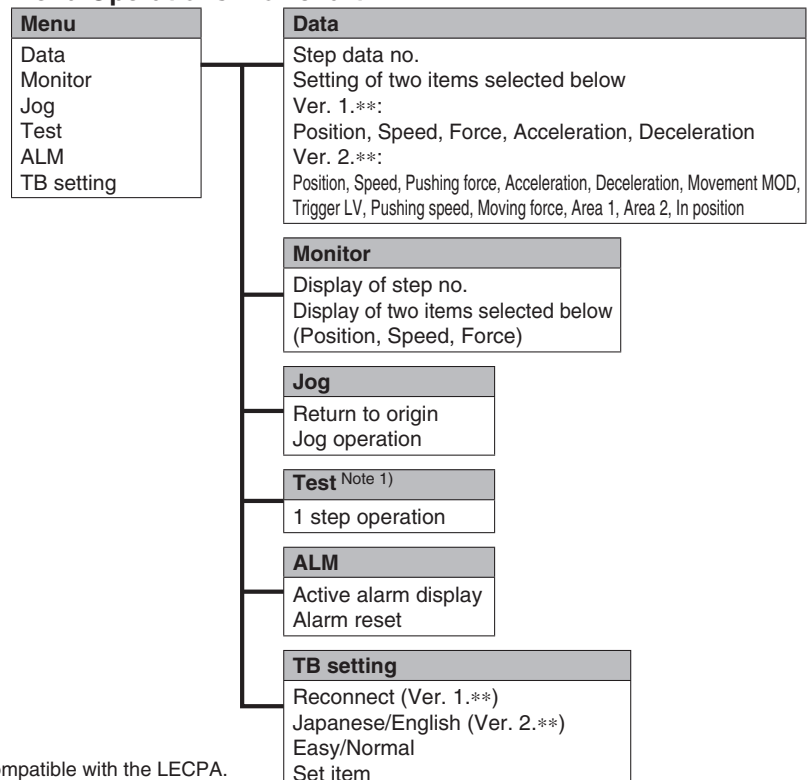 Menu
Data
Monitor
Jog
Test
ALM
TB setting
Data
Step data no.
Setting of two items selected below
Ver. 1.**:
Position, Speed, Force, Acceleration, Deceleration
Ver. 2.**:
Position, Speed, Pushing force, Acceleration, Deceleration, Movement MOD,
Trigger LV, Pushing speed, Moving force, Area 1, Area 2, In position
Monitor
Display of step no.
Display of two items selected below
(Position, Speed, Force)
Jog
Return to origin
Jog operation
Test Note 1)
1 step operation
ALM
Active alarm display
Alarm reset
TB setting
Reconnect (Ver. 1.**)
Japanese/English (Ver. 2.**)
Easy/Normal
Set item
with the LECPA.